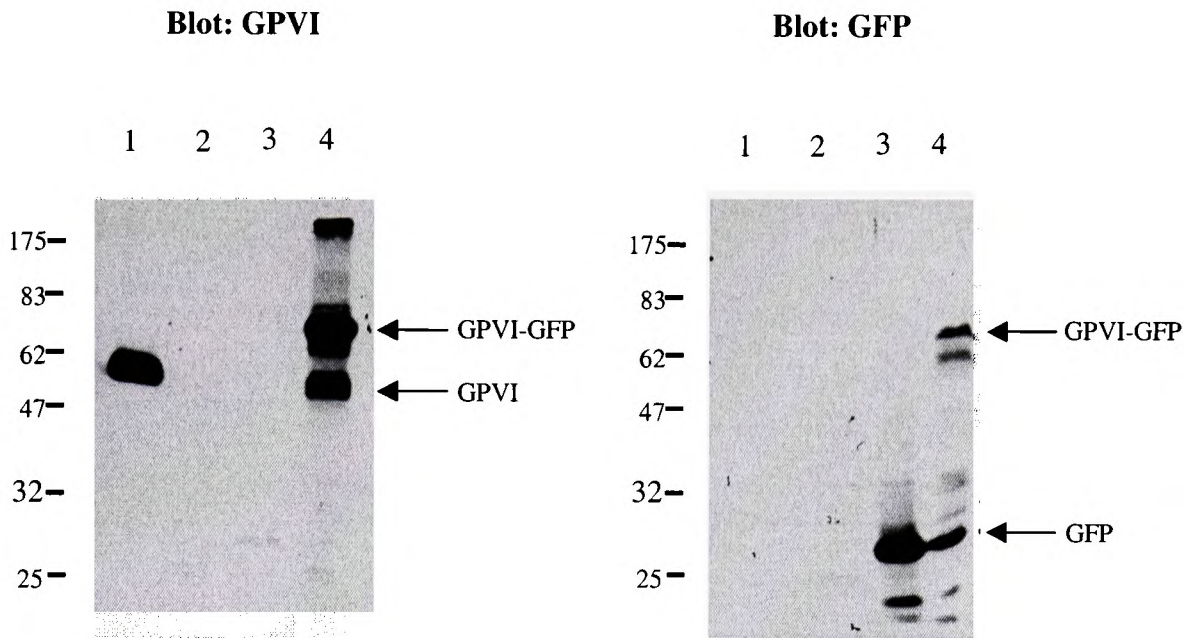 Blot: GPVI
1 2 3 4
175
83
62
47
32
25
GPVI-GFP
GPVI
Blot: GFP
1 2 3 4
175
83
62
47
32
25
GPVI-GFP
GFP